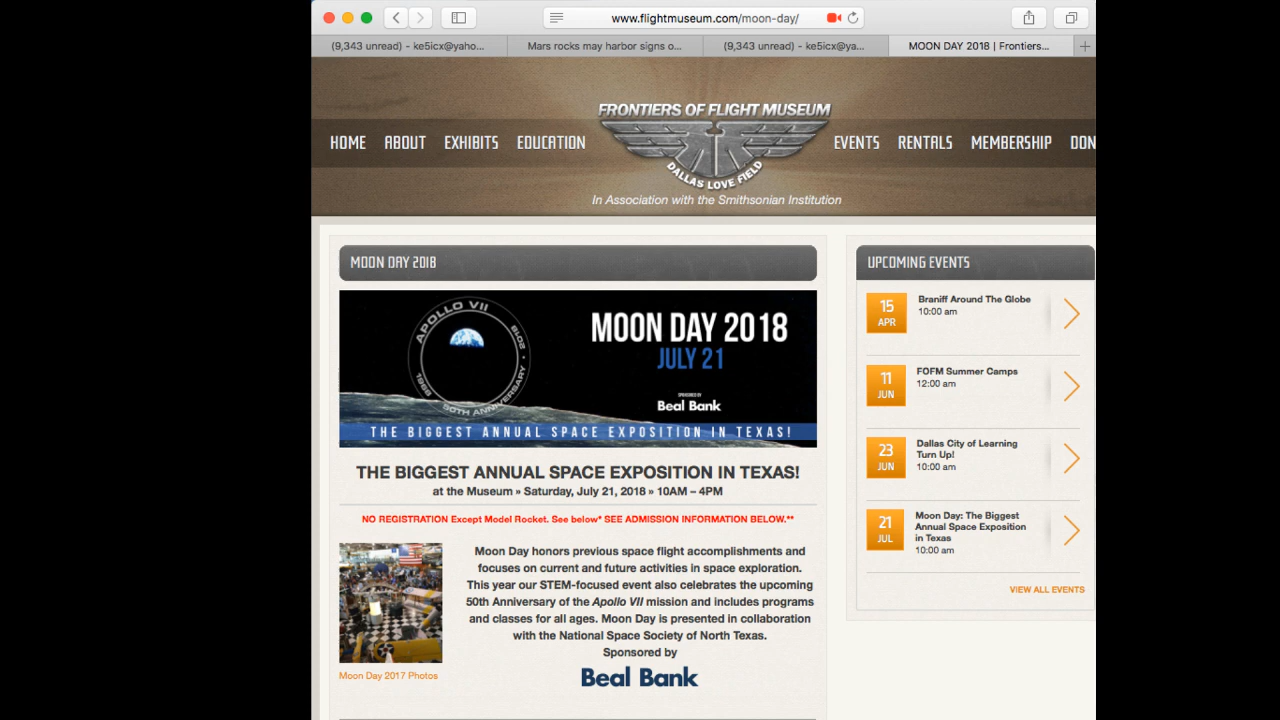 www.flightmuseum.com/moon-day/
(9,343 unread) - ke5icx@yaho...
Mars rocks may harbor signs o...
(9,343 unread) - ke5icx@ya...
MOON DAY 2018 | Frontiers...
FRONTIERS OF FLIGHT MUSEUM
HOME ABOUT EXHIBITS EDUCATION
EVENTS RENTALS MEMBERSHIP DON
DALLAS LOVE FIELD
In Association with the Smithsonian Institution
MOON DAY 2018
APOLLO VII
1968 50TH ANNIVERSARY • 2018
MOON DAY 2018
JULY 21
SPONSORED BY
Beal Bank
THE BIGGEST ANNUAL SPACE EXPOSITION IN TEXAS!
THE BIGGEST ANNUAL SPACE EXPOSITION IN TEXAS!
at the Museum » Saturday, July 21, 2018 » 10AM – 4PM
NO REGISTRATION Except Model Rocket. See below* SEE ADMISSION INFORMATION BELOW.**
Moon Day honors previous space flight accomplishments and
focuses on current and future activities in space exploration.
This year our STEM-focused event also celebrates the upcoming
50th Anniversary of the Apollo VII mission and includes programs
and classes for all ages. Moon Day is presented in collaboration
with the National Space Society of North Texas.
Sponsored by
Beal Bank
Moon Day 2017 Photos
UPCOMING EVENTS
15
APR
Braniff Around The Globe
10:00 am
11
JUN
FOFM Summer Camps
12:00 am
23
JUN
Dallas City of Learning
Turn Up!
10:00 am
21
JUL
Moon Day: The Biggest
Annual Space Exposition
in Texas
10:00 am
VIEW ALL EVENTS